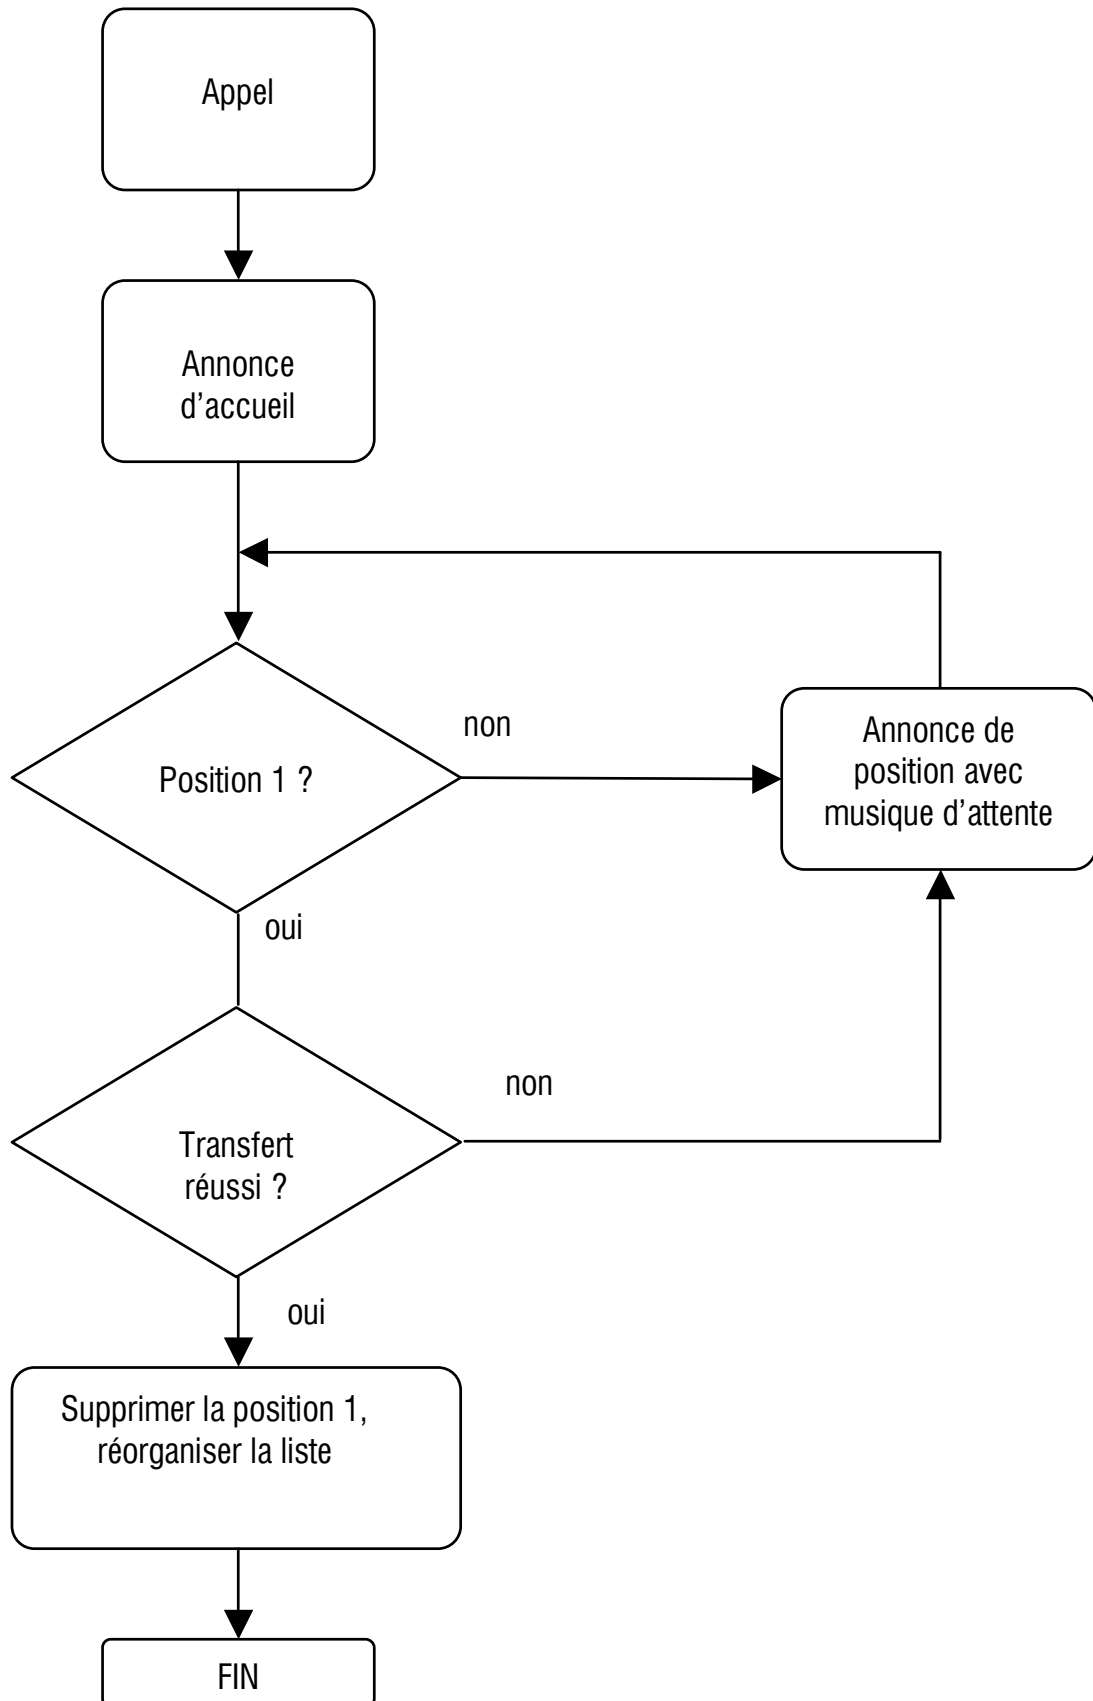 Appel
Annonce
d’accueil
non
Position 1 ?
Annonce de
position avec
musique d’attente
oui
non
Transfert
réussi ?
oui
Supprimer la position 1,
réorganiser la liste
FIN